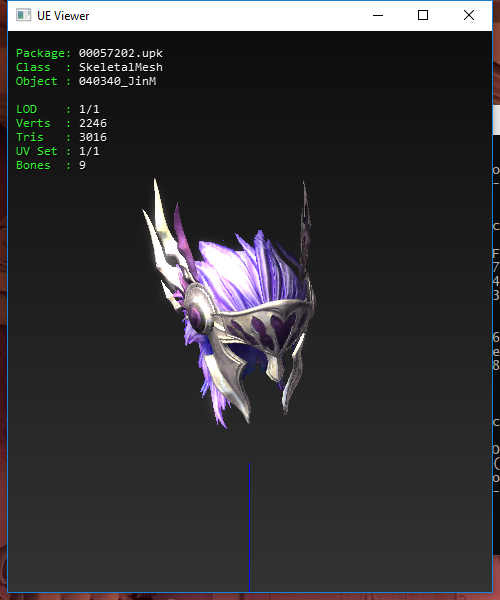 UE Viewer
Package: 00057202.upk
Class : SkeletalMesh
Object : 040340_JinM
LOD : 1/1
Verts : 2246
Tris : 3016
UV Set : 1/1
Bones : 9